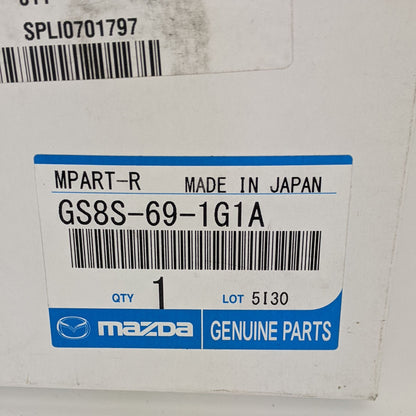 SPLI0701797
MPART-R MADE IN JAPAN
GS8S-69-1G1A
QTY 1 LOT 5I30
mazda GENUINE PARTS